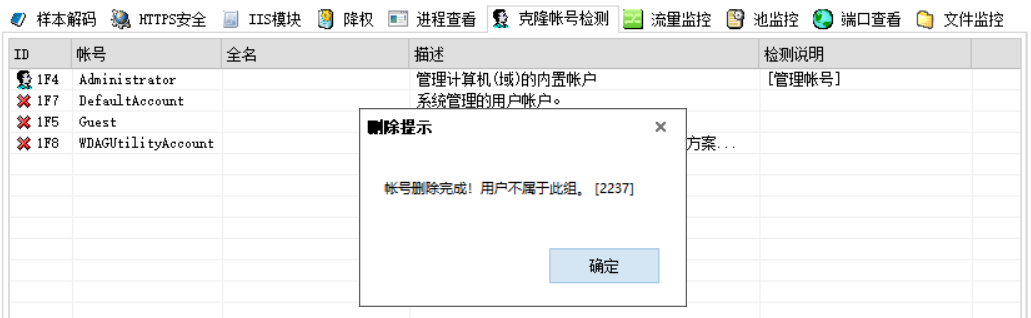 样本解码 HTTPS安全 IIS模块 降权 进程查看 克隆帐号检测 流量监控 池监控 端口查看 文件监控
ID 帐号 全名 描述 检测说明
1F4 Administrator 管理计算机(域)的内置帐户 [管理帐号]
1F7 DefaultAccount 系统管理的用户帐户。
1F5 Guest
1F8 WDAGUtilityAccount 方案...
删除提示
帐号删除完成！用户不属于此组。 [2237]
确定